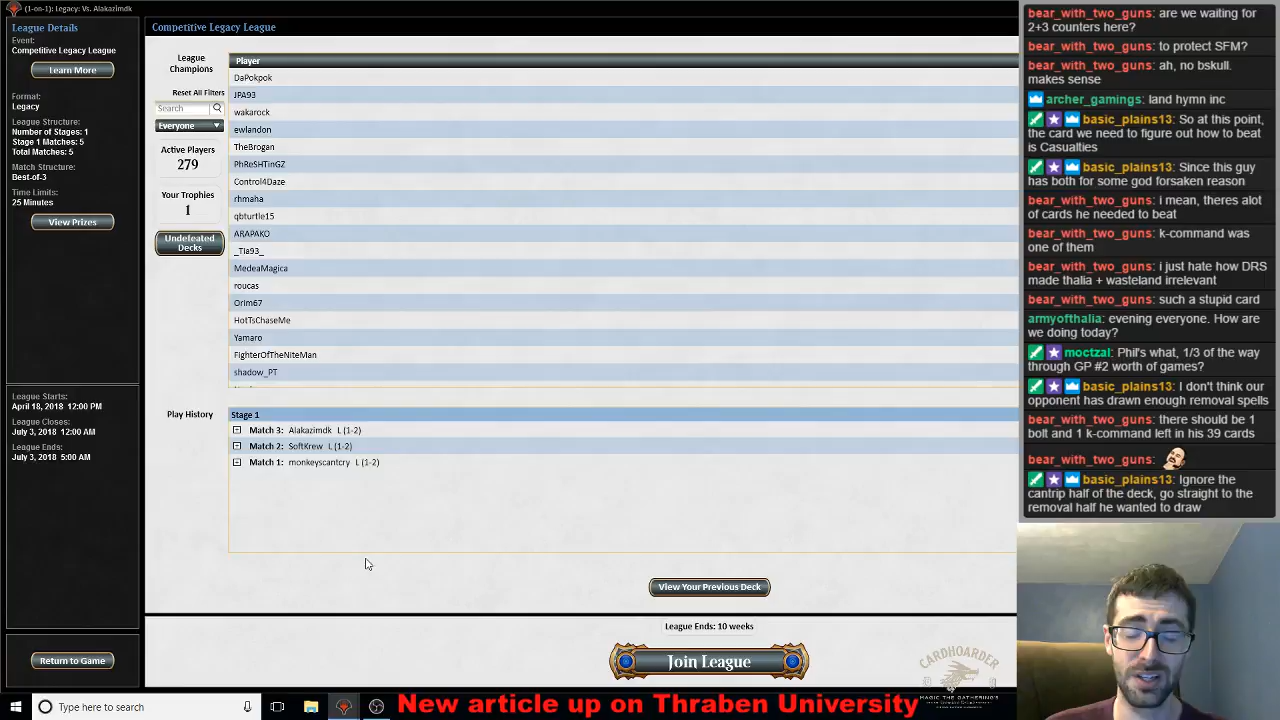 (1-on-1): Legacy: Vs. Alakazimdk
League Details
Event:
Competitive Legacy League
Learn More
Format:
Legacy
League Structure:
Number of Stages: 1
Stage 1 Matches: 5
Total Matches: 5
Match Structure:
Best-of-3
Time Limits:
25 Minutes
View Prizes
League Starts:
April 18, 2018 12:00 PM
League Closes:
July 3, 2018 12:00 AM
League Ends:
July 3, 2018 5:00 AM
Return to Game
Competitive Legacy League
League
Champions
Reset All Filters
Search
Everyone
Active Players
279
Your Trophies
1
Undefeated
Decks
Player
DaPokpok
JPA93
wakarock
ewlandon
TheBrogan
PhReSHTinGZ
Control4Daze
rhmaha
qbturtle15
ARAPAKO
_Tia93_
MedeaMagica
roucas
Orim67
HotTsChaseMe
Yamaro
FighterOfTheNiteMan
shadow_PT
Play History
Stage 1
Match 3: Alakazimdk L (1-2)
Match 2: SoftKrew L (1-2)
Match 1: monkeyscantcry L (1-2)
View Your Previous Deck
League Ends: 10 weeks
Join League
CARDHOARDER
bear_with_two_guns: are we waiting for
2+3 counters here?
bear_with_two_guns: to protect SFM?
bear_with_two_guns: ah, no bskull.
makes sense
archer_gamings: land hymn inc
basic_plains13: So at this point,
the card we need to figure out how to beat
is Casualties
basic_plains13: Since this guy
has both for some god forsaken reason
bear_with_two_guns: i mean, theres alot
of cards he needed to beat
bear_with_two_guns: k-command was
one of them
bear_with_two_guns: i just hate how DRS
made thalia + wasteland irrelevant
bear_with_two_guns: such a stupid card
armyofthalia: evening everyone. How are
we doing today?
moctzal: Phil's what, 1/3 of the way
through GP #2 worth of games?
basic_plains13: I don't think our
opponent has drawn enough removal spells
bear_with_two_guns: there should be 1
bolt and 1 k-command left in his 39 cards
bear_with_two_guns:
basic_plains13: Ignore the
cantrip half of the deck, go straight to the
removal half he wanted to draw
Type here to search
New article up on Thraben University